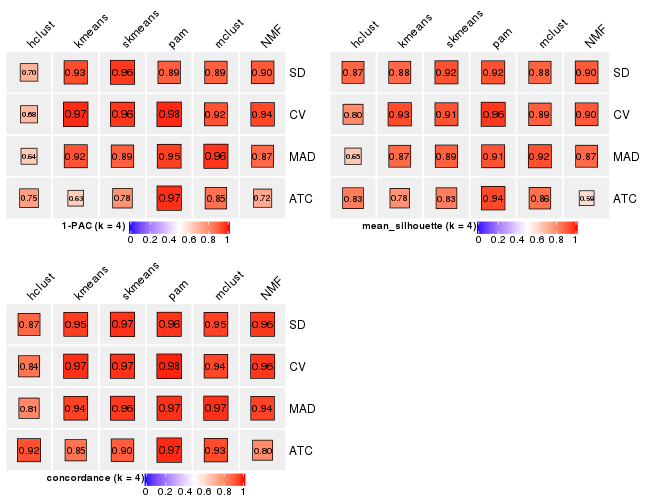 hclust kmeans skmeans pam mclust NMF
0.70 0.93 0.96 0.89 0.89 0.90 SD
0.68 0.97 0.96 0.98 0.92 0.94 CV
0.64 0.92 0.89 0.95 0.96 0.87 MAD
0.75 0.63 0.78 0.97 0.85 0.72 ATC
1-PAC (k = 4)
0 0.2 0.4 0.6 0.8 1
hclust kmeans skmeans pam mclust NMF
0.87 0.88 0.92 0.92 0.88 0.90 SD
0.80 0.93 0.91 0.96 0.89 0.90 CV
0.65 0.87 0.89 0.91 0.92 0.87 MAD
0.83 0.78 0.83 0.94 0.86 0.59 ATC
mean_silhouette (k = 4)
0 0.2 0.4 0.6 0.8 1
hclust kmeans skmeans pam mclust NMF
0.87 0.95 0.97 0.96 0.95 0.96 SD
0.84 0.97 0.97 0.98 0.94 0.96 CV
0.81 0.94 0.96 0.97 0.97 0.94 MAD
0.92 0.85 0.90 0.97 0.93 0.80 ATC
concordance (k = 4)
0 0.2 0.4 0.6 0.8 1